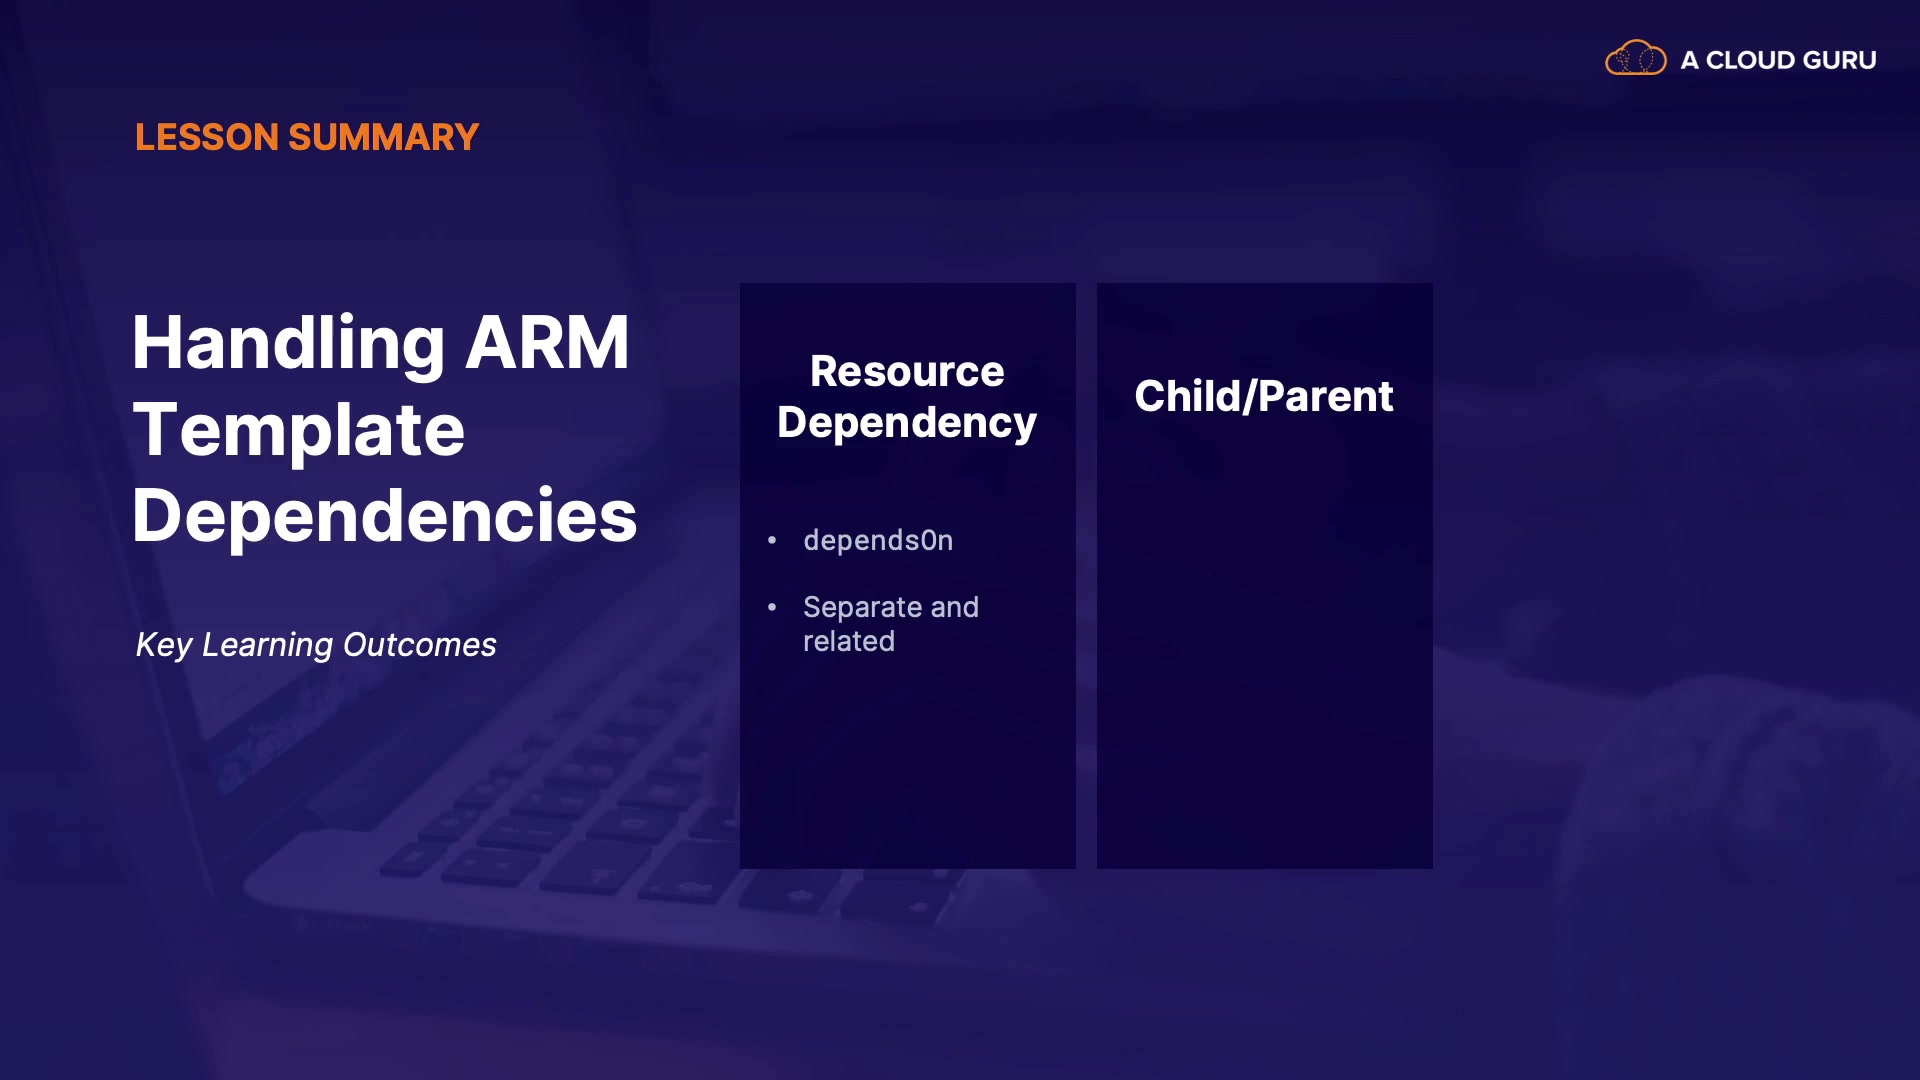 A CLOUD GURU
LESSON SUMMARY
Handling ARM
Template
Dependencies
Key Learning Outcomes
Resource
Dependency
• dependsOn
• Separate and
related
Child/Parent